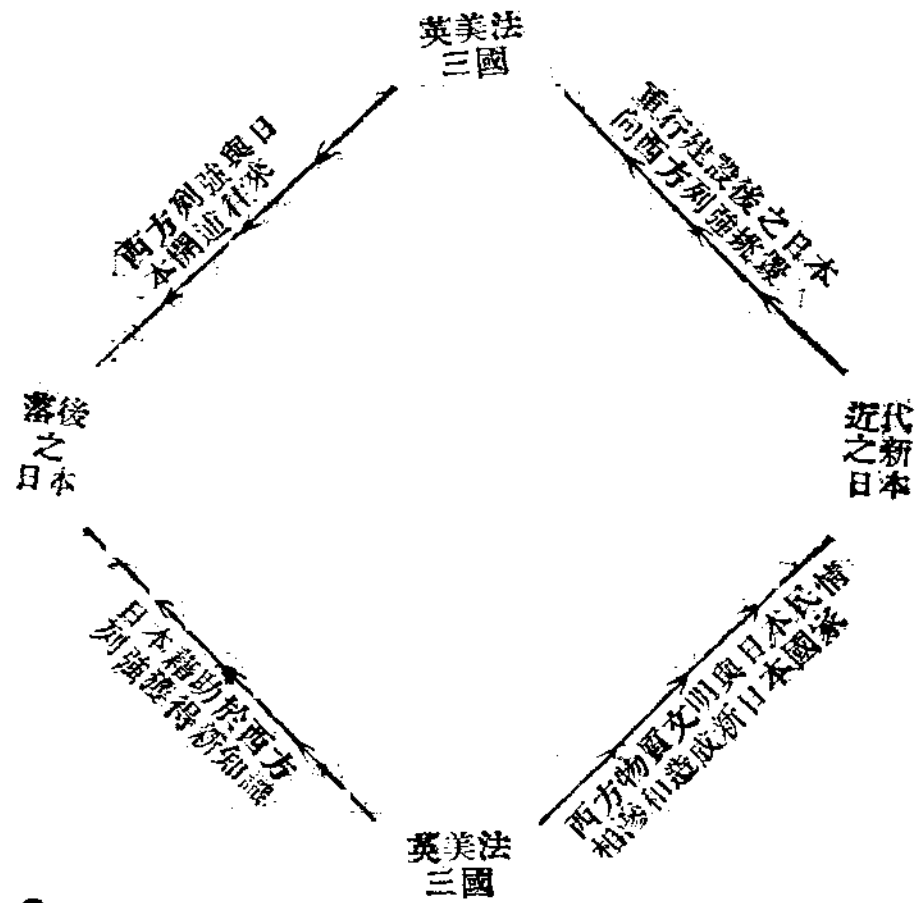 英美法
三國
西方列強與日
本開通往來
重行建設後之日本
向西方列強挑釁
落後
之
日本
近代
之新
日本
日本藉助於西方
列強獲得新知識
西方物質文明與日本民情
相滲和造成新日本國家
英美法
三國